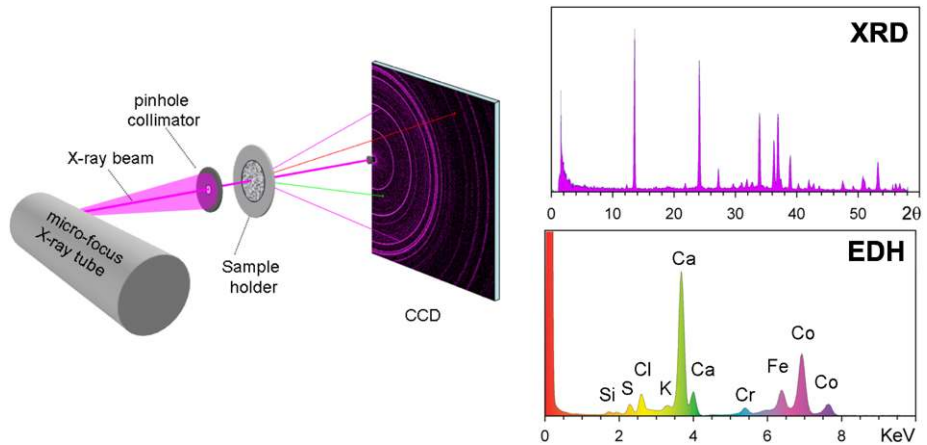 pinhole
collimator
X-ray beam
micro-focus
X-ray tube
Sample
holder
CCD
XRD
0 10 20 30 40 50 2θ
EDH
Ca
Co
Cl
Fe
Si
S
K
Ca
Cr
Co
0 2 4 6 8 KeV